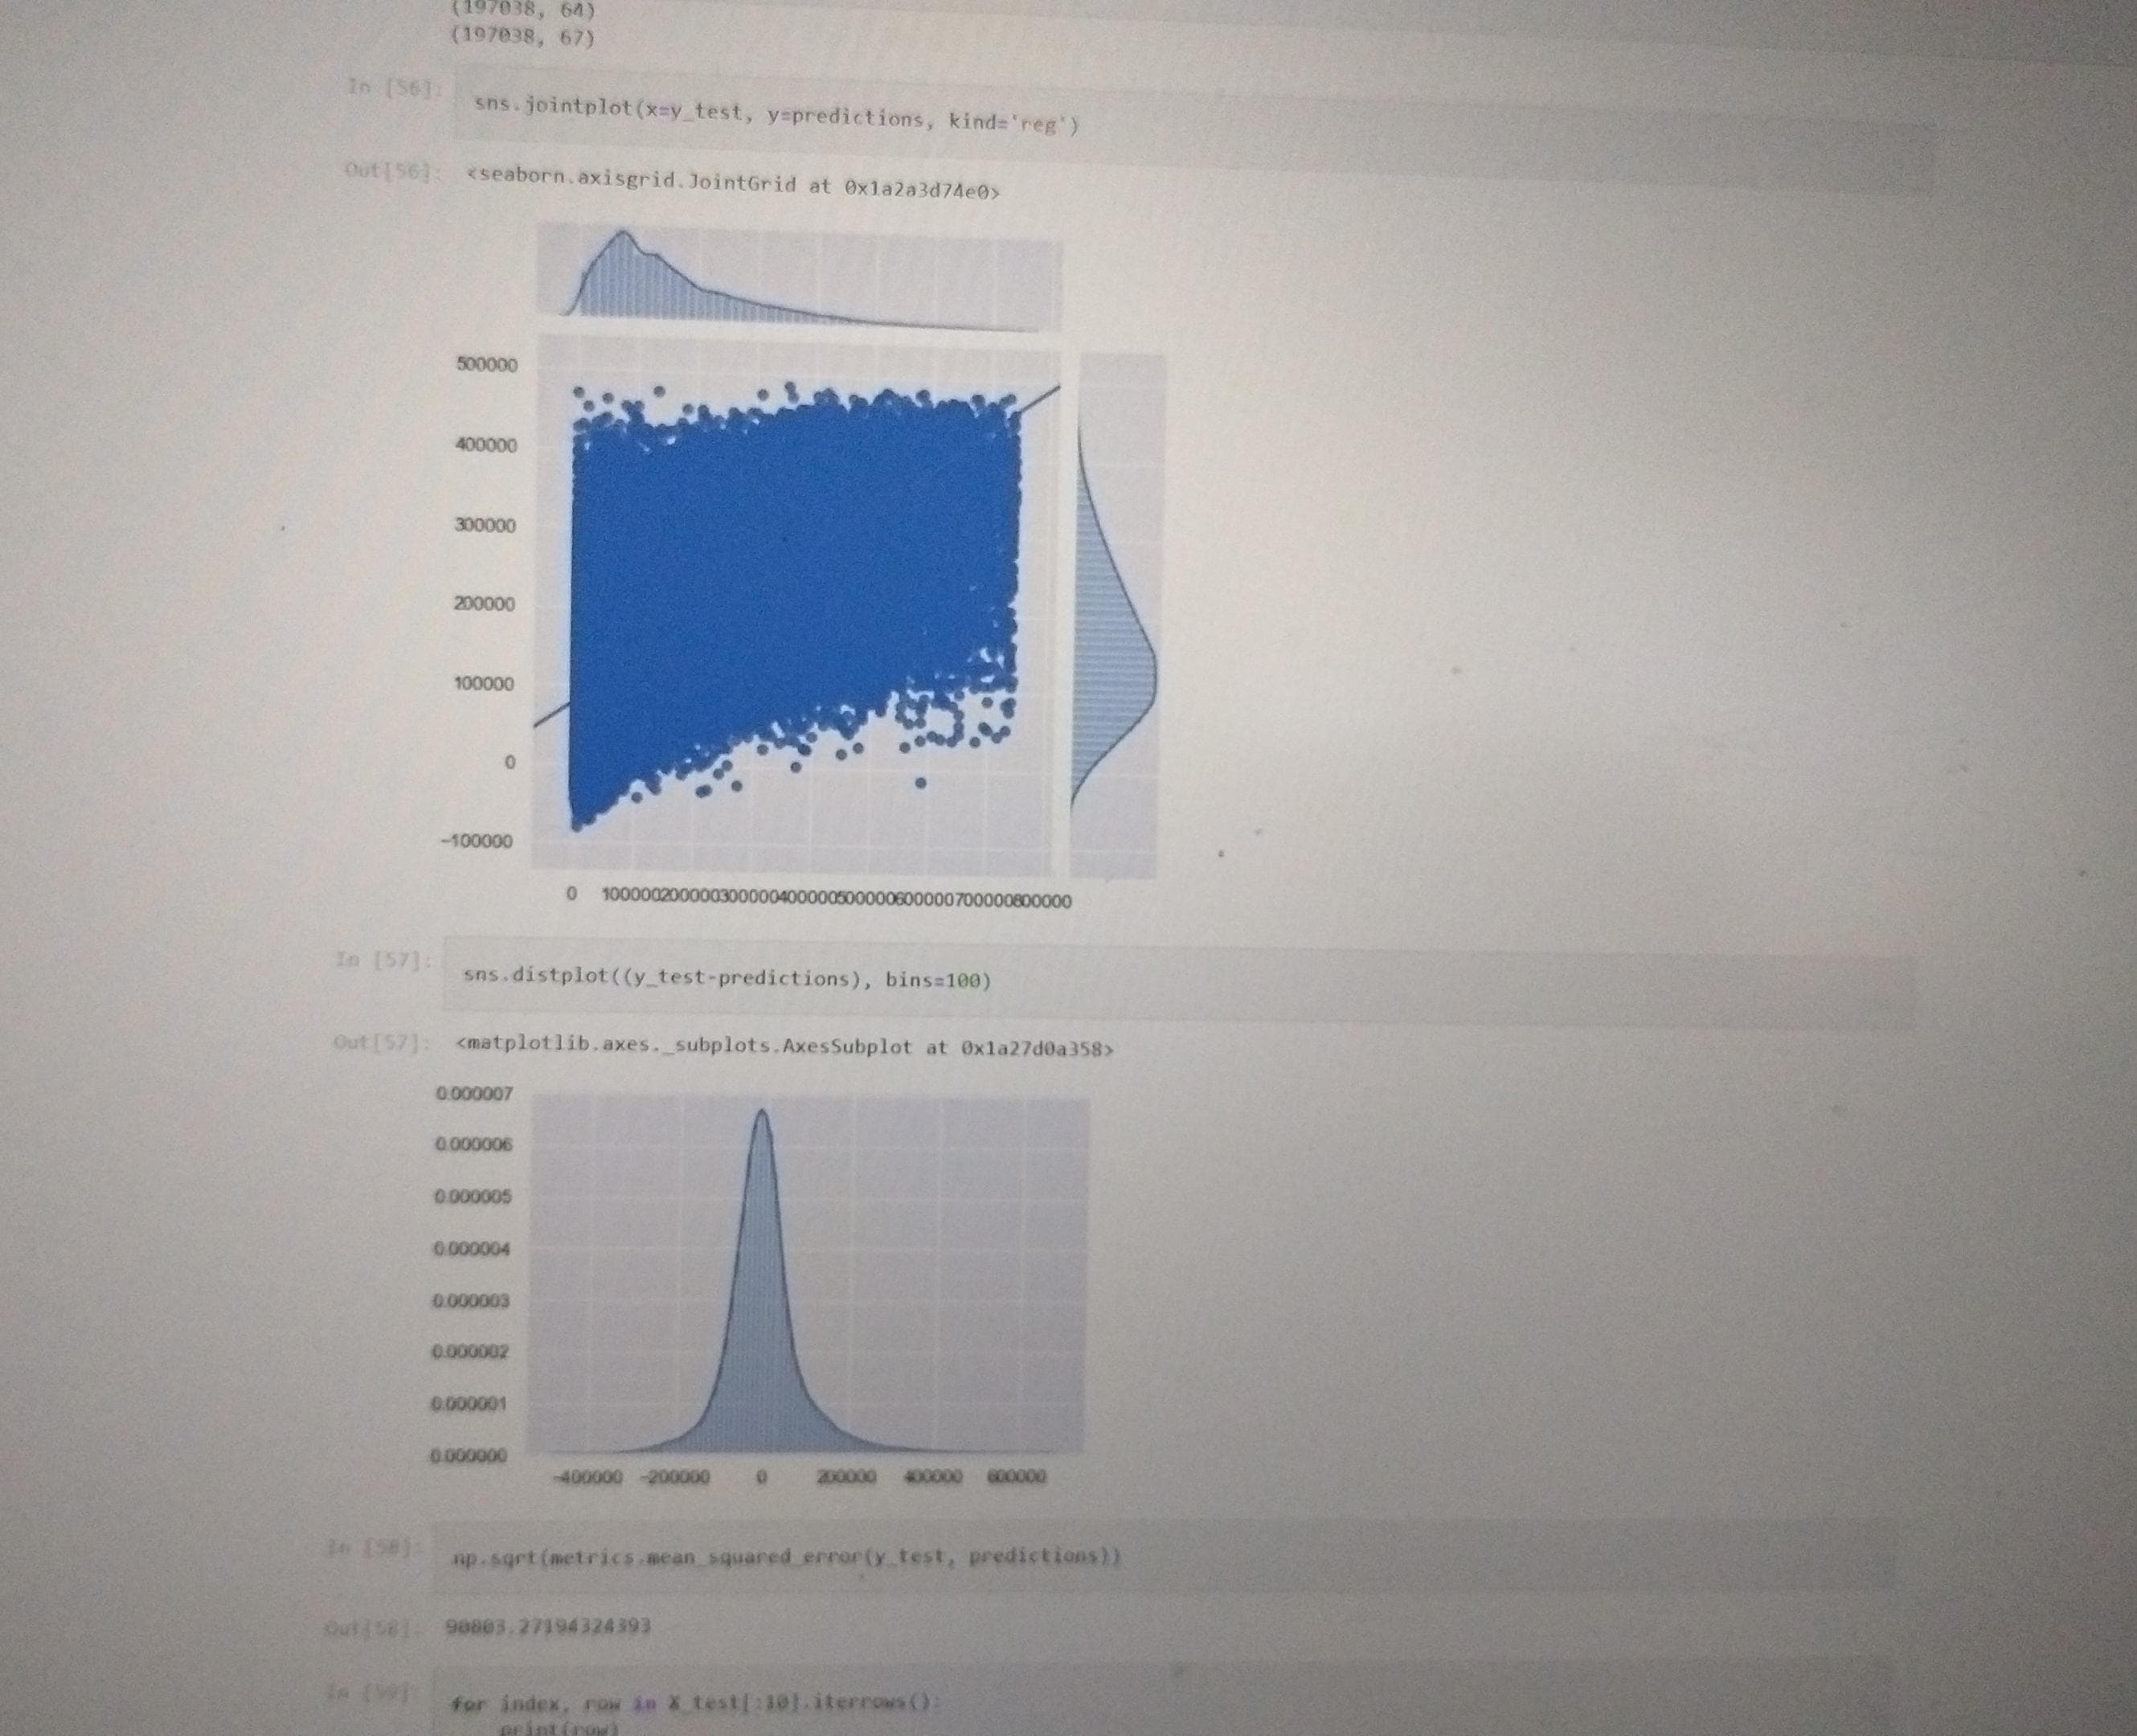 (197038, 64)
(197038, 67)
In [56]:
sns.jointplot(x=y_test, y=predictions, kind='reg')
Out[56]:
<seaborn.axisgrid.JointGrid at 0x1a2a3d74e0>
500000
400000
300000
200000
100000
0
-100000
0 100000200000300000400000500000600000700000800000
In [57]:
sns.distplot((y_test-predictions), bins=100)
Out[57]:
<matplotlib.axes._subplots.AxesSubplot at 0x1a27d0a358>
0.000007
0.000006
0.000005
0.000004
0.000003
0.000002
0.000001
0.000000
-400000 -200000 0 200000 400000 600000
In [58]:
np.sqrt(metrics.mean_squared_error(y_test, predictions))
Out[58]:
90803.27194324393
In [59]:
for index, row in X_test[:10].iterrows():
print(row)